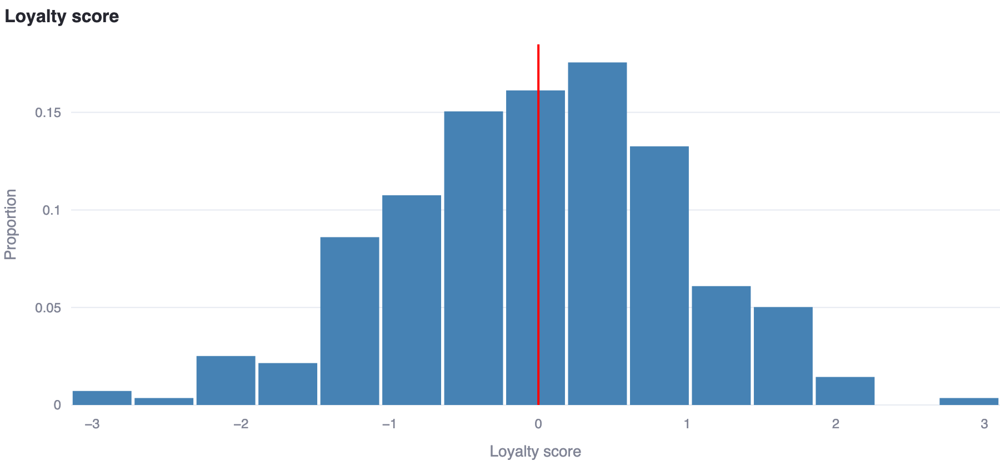 Loyalty score
0.15
0.1
0.05
0
Proportion
−3 −2 −1 0 1 2 3
Loyalty score